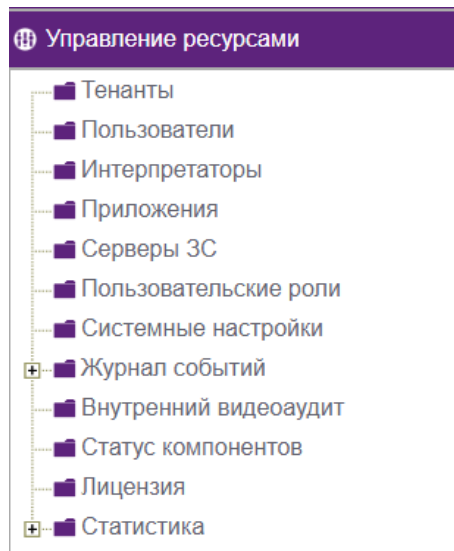 Управление ресурсами
Тенанты
Пользователи
Интерпретаторы
Приложения
Серверы ЗС
Пользовательские роли
Системные настройки
Журнал событий
Внутренний видеоаудит
Статус компонентов
Лицензия
Статистика